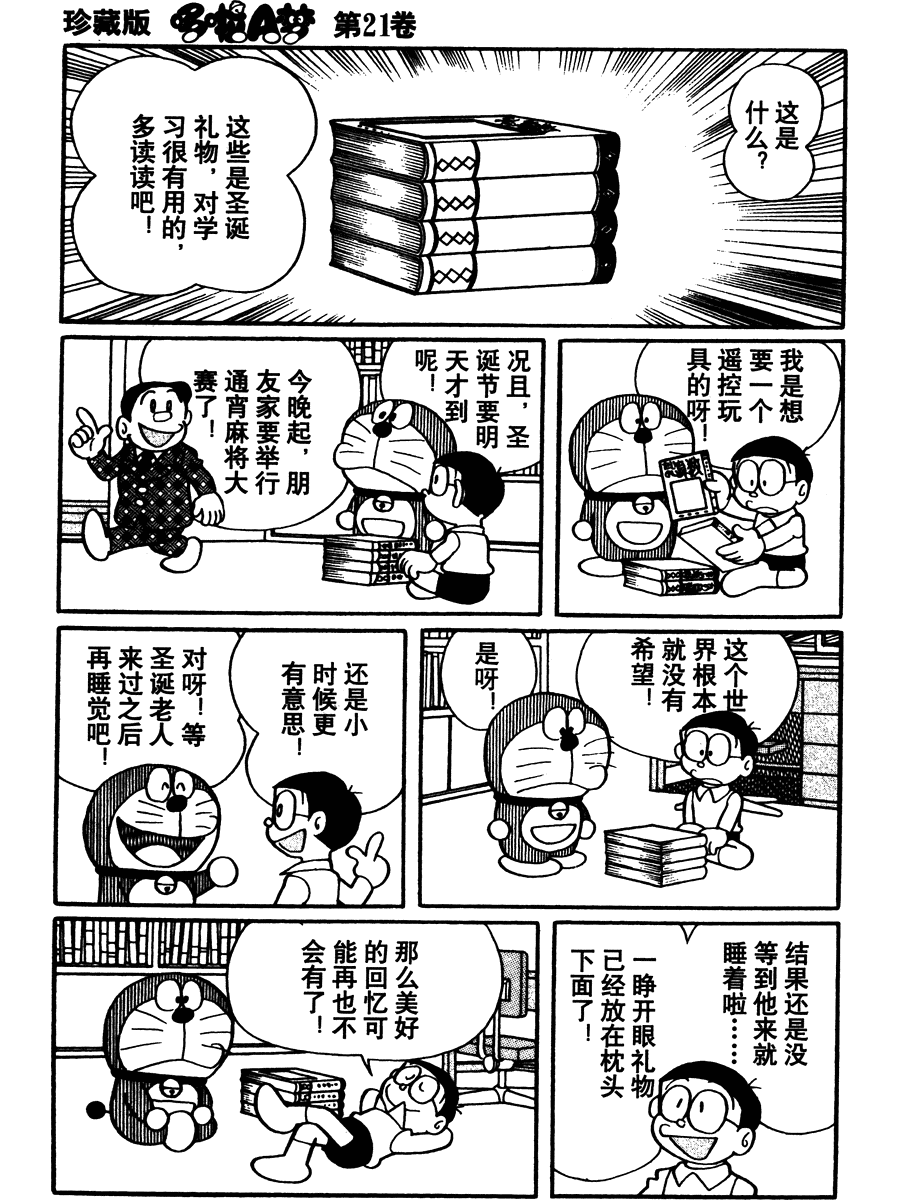 珍藏版 哆啦A梦 第21卷
这是
什么?
这些是圣诞
礼物,对学
习很有用的,
多读读吧!
我是想
要一个
遥控玩
具的呀!
况且,圣
诞节要明
天才到
呢!
今晚起,朋
友家要举行
通宵麻将大
赛了!
这个世
界根本
就没有
希望!
是呀!
还是小
时候更
有意思!
对呀!等
圣诞老人
来过之后
再睡觉吧!
结果还是没
等到他来就
睡着啦……
一睁开眼礼物
已经放在枕头
下面了!
那么美好
的回忆可
能再也不
会有了!